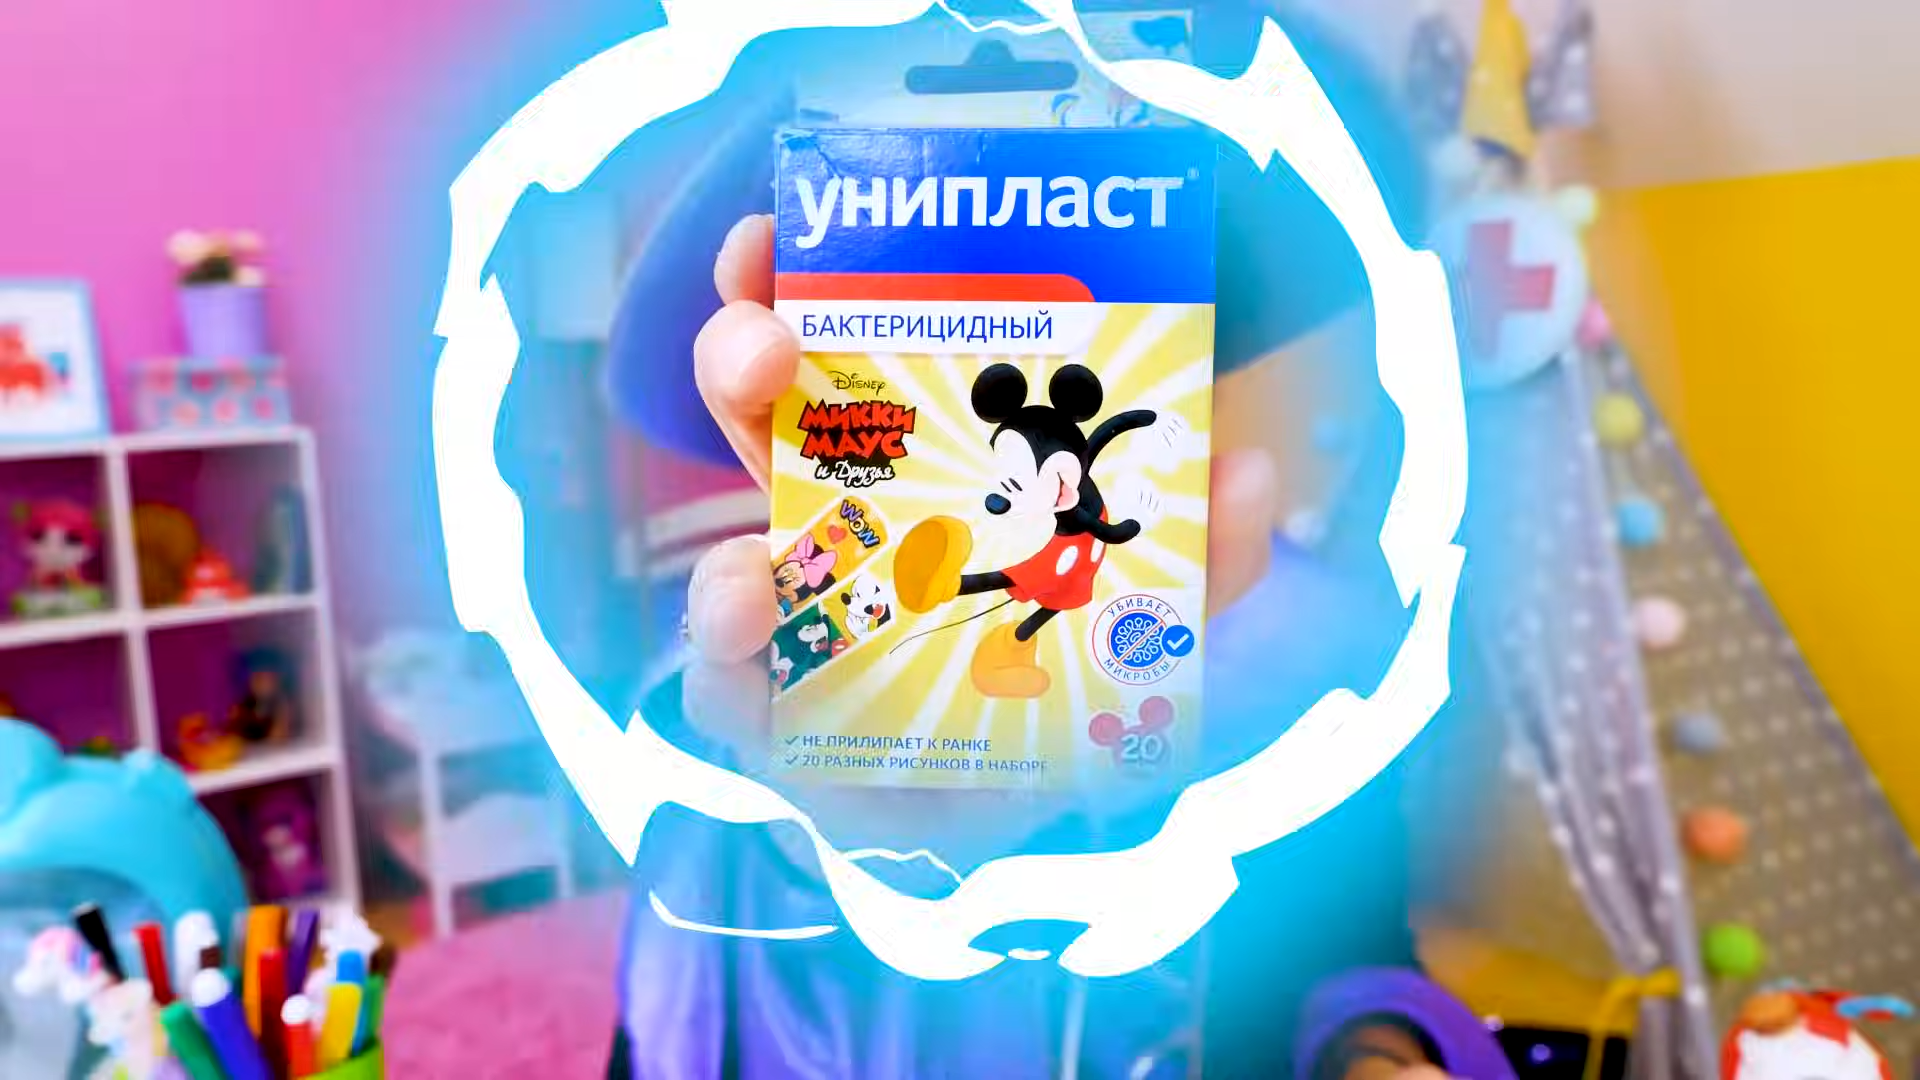 унипласт®
БАКТЕРИЦИДНЫЙ
Disney
МИККИ
МАУС
и Друзья
WOW
УБИВАЕТ
МИКРОБЫ
20
НЕ ПРИЛИПАЕТ К РАНКЕ
20 РАЗНЫХ РИСУНКОВ В НАБОРЕ